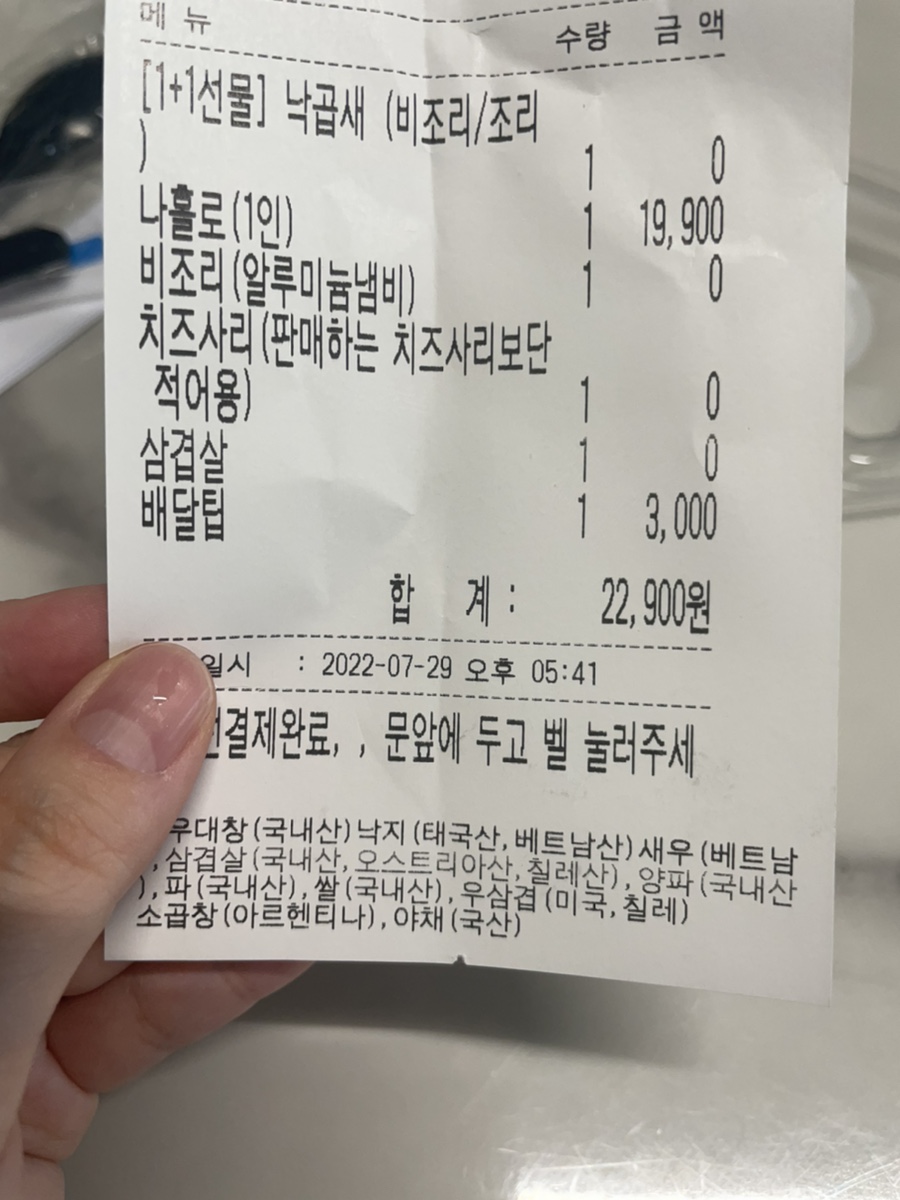 메 뉴 수량 금 액
[1+1선물] 낙곱새 (비조리/조리
) 1 0
나홀로(1인) 1 19,900
비조리(알루미늄냄비) 1 0
치즈사리(판매하는 치즈사리보단
적어용) 1 0
삼겹살 1 0
배달팁 1 3,000
합 계 : 22,900원
일시 : 2022-07-29 오후 05:41
결제완료, , 문앞에 두고 벨 눌러주세
우대창(국내산)낙지(태국산,베트남산)새우(베트남
,삼겹살(국내산,오스트리아산,칠레산),양파(국내산
),파(국내산),쌀(국내산),우삼겹(미국,칠레)
소곱창(아르헨티나),야채(국산)